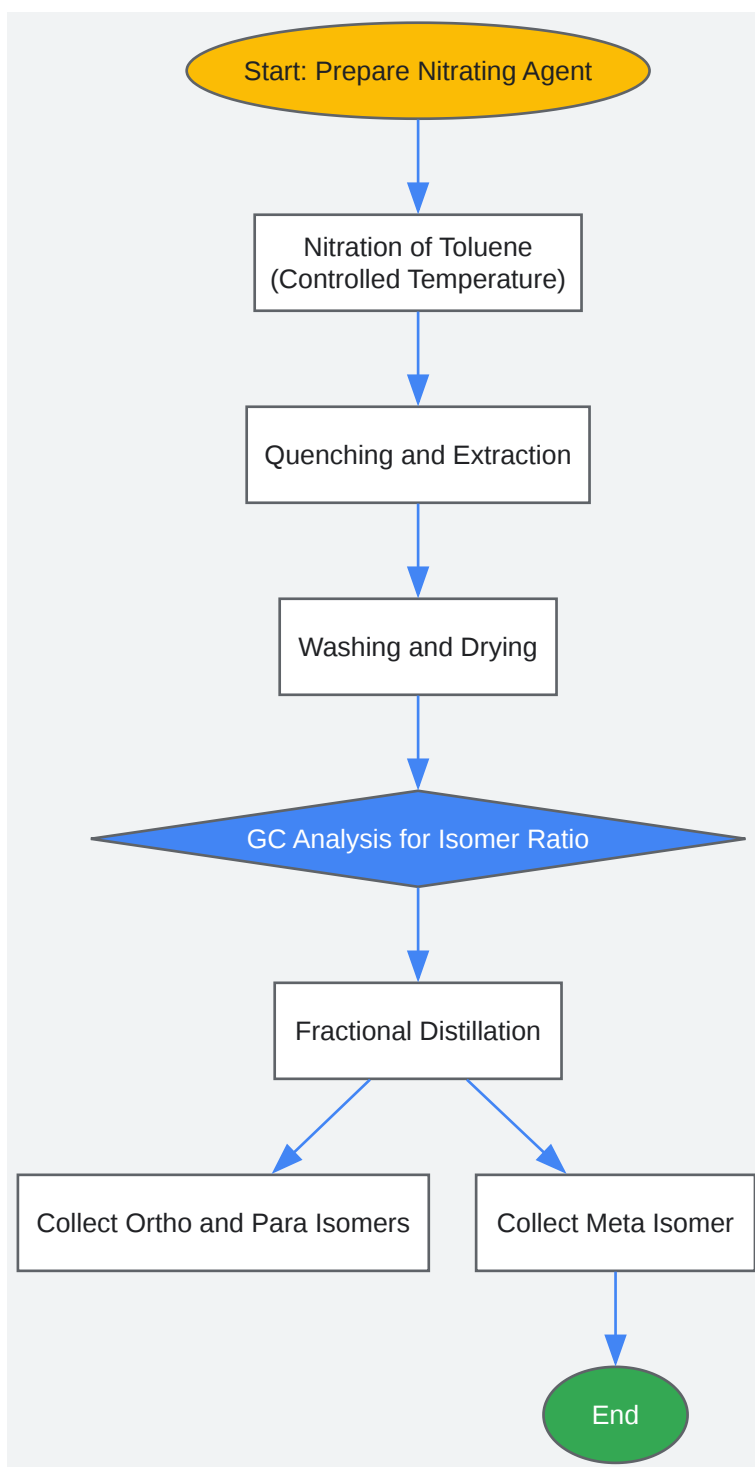 Start: Prepare Nitrating Agent
Nitration of Toluene
(Controlled Temperature)
Quenching and Extraction
Washing and Drying
GC Analysis for Isomer Ratio
Fractional Distillation
Collect Ortho and Para Isomers
Collect Meta Isomer
End